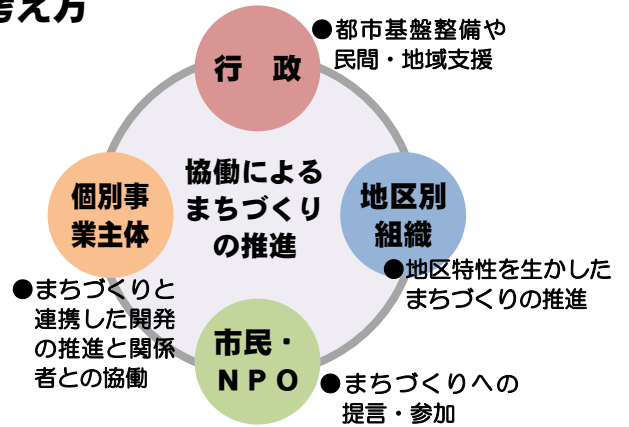 考え方
行　政
●都市基盤整備や
民間・地域支援
協働による
まちづくり
の推進
個別事
業主体
地区別
組織
●地区特性を生かした
まちづくりの推進
●まちづくりと
連携した開発
の推進と関係
者との協働
市民・
ＮＰＯ
●まちづくりへの
提言・参加